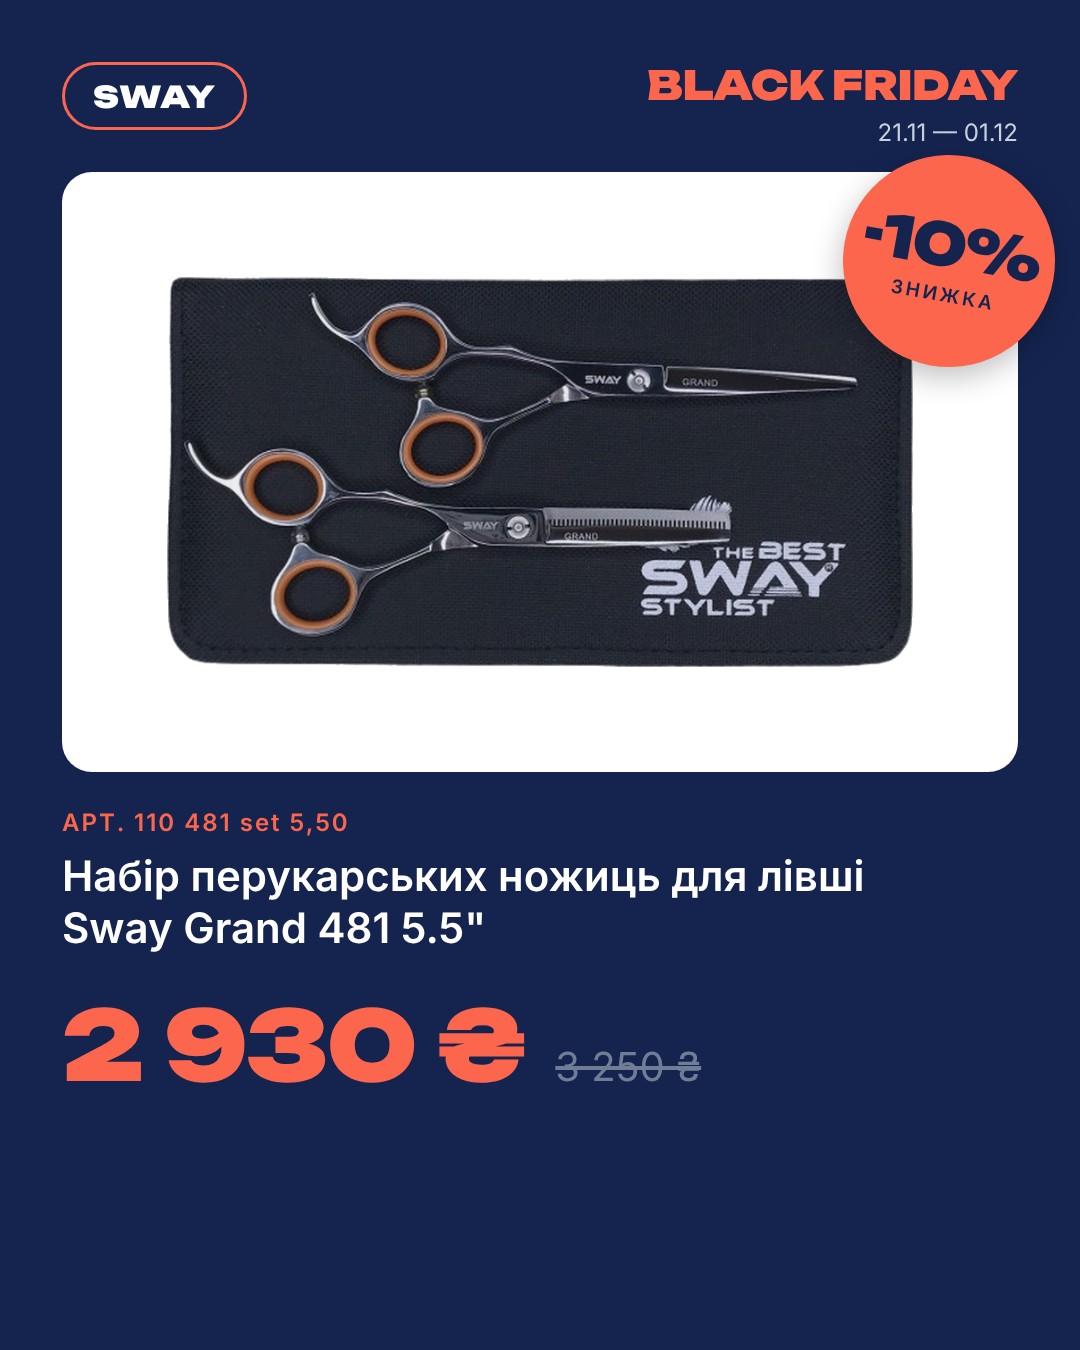 SWAY
BLACK FRIDAY
21.11 — 01.12
-10%
ЗНИЖКА
SWAY GRAND
SWAY GRAND
THE BEST
SWAY®
STYLIST
АРТ. 110 481 set 5,50
Набір перукарських ножиць для лівші
Sway Grand 481 5.5"
2 930 ₴ 3 250 ₴